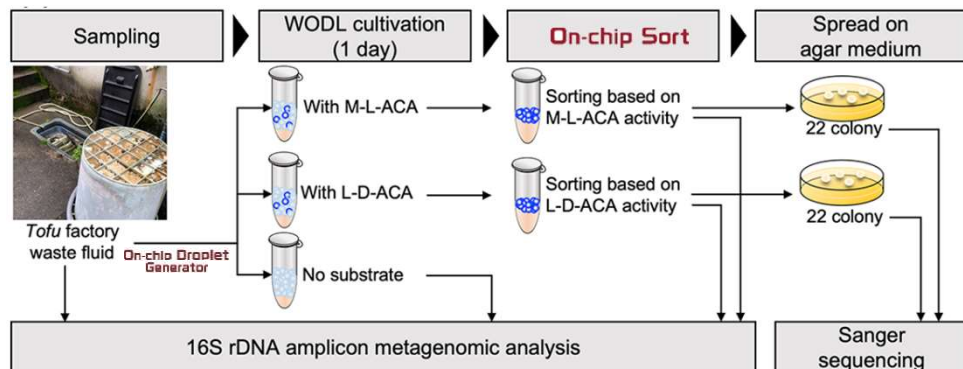 Sampling
WODL cultivation
(1 day)
On-chip Sort
Spread on
agar medium
With M-L-ACA
Sorting based on
M-L-ACA activity
22 colony
With L-D-ACA
Sorting based on
L-D-ACA activity
22 colony
Tofu factory
waste fluid
On-chip Droplet
Generator
No substrate
16S rDNA amplicon metagenomic analysis
Sanger
sequencing